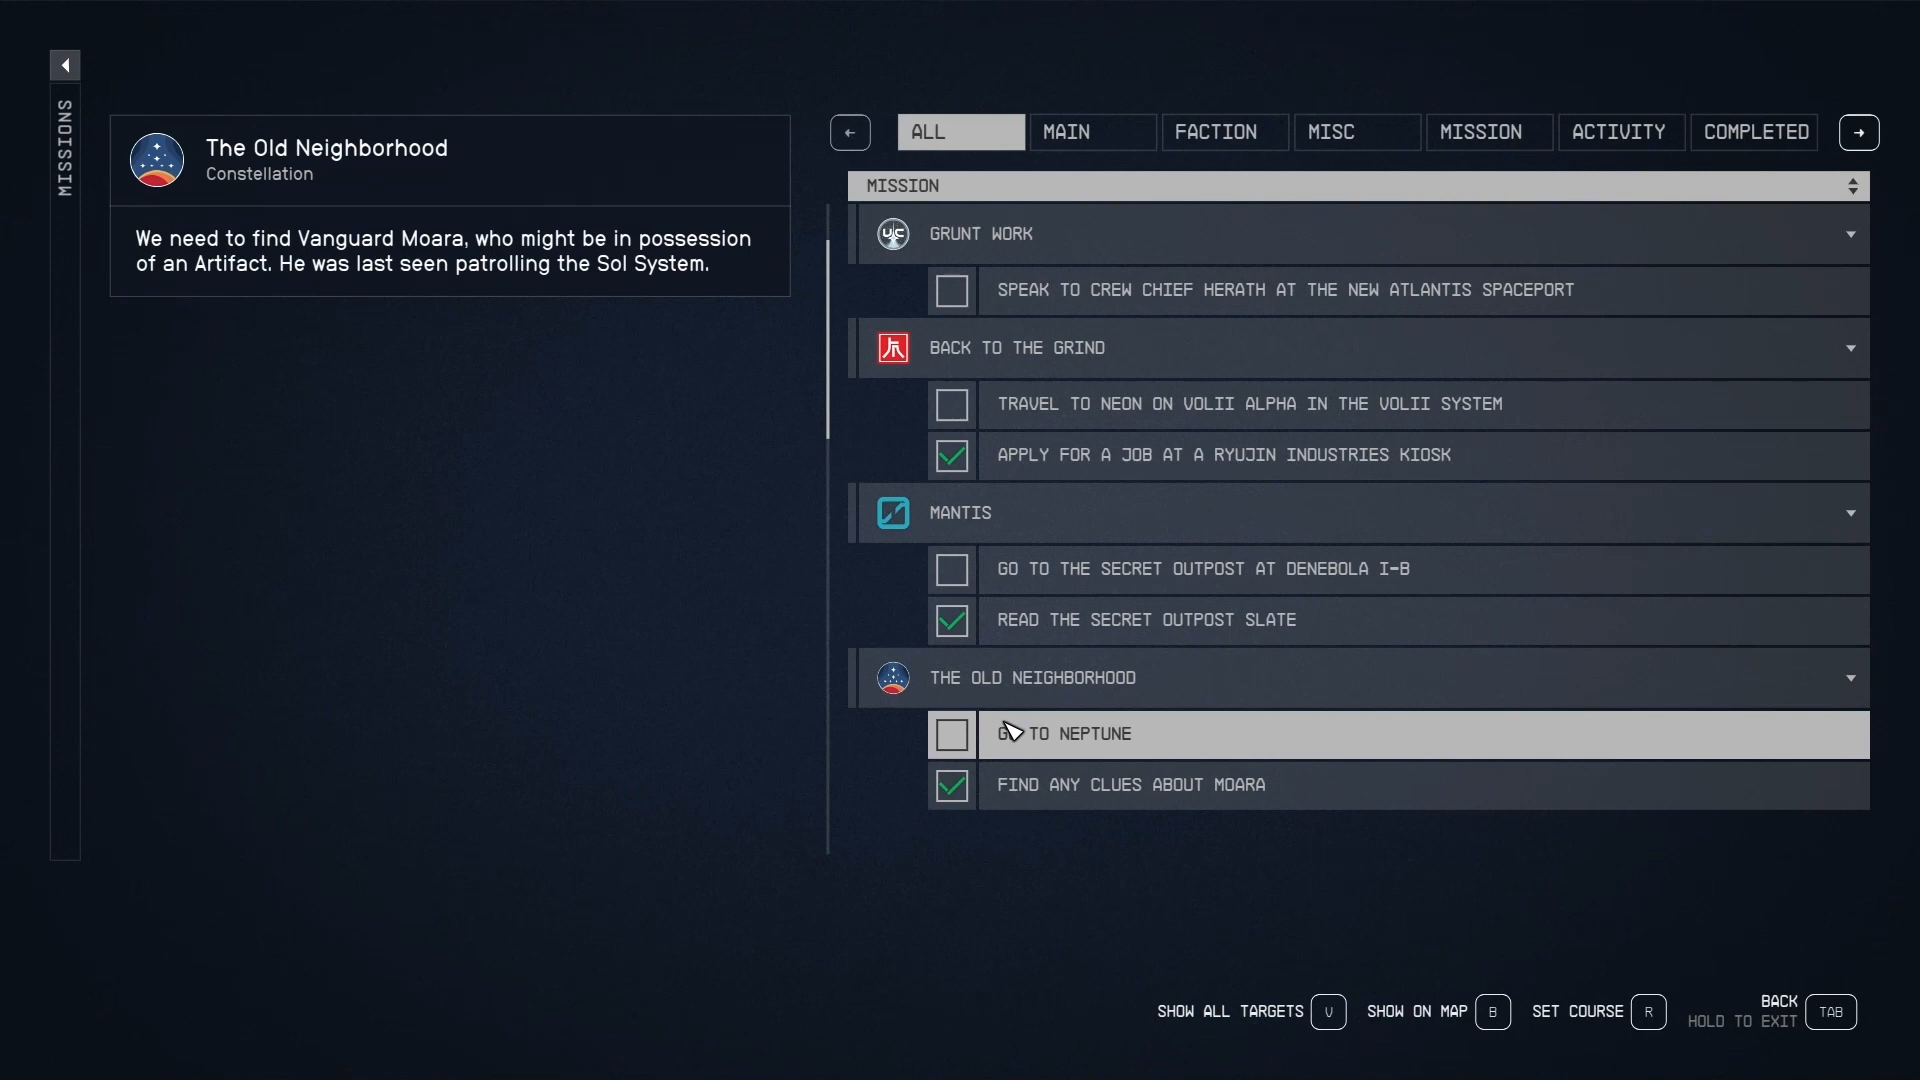 MISSIONS
The Old Neighborhood
Constellation
We need to find Vanguard Moara, who might be in possession
of an Artifact. He was last seen patrolling the Sol System.
← ALL MAIN FACTION MISC MISSION ACTIVITY COMPLETED →
MISSION
UC GRUNT WORK
SPEAK TO CREW CHIEF HERATH AT THE NEW ATLANTIS SPACEPORT
BACK TO THE GRIND
TRAVEL TO NEON ON VOLII ALPHA IN THE VOLII SYSTEM
APPLY FOR A JOB AT A RYUJIN INDUSTRIES KIOSK
MANTIS
GO TO THE SECRET OUTPOST AT DENEBOLA I-B
READ THE SECRET OUTPOST SLATE
THE OLD NEIGHBORHOOD
GO TO NEPTUNE
FIND ANY CLUES ABOUT MOARA
SHOW ALL TARGETS V SHOW ON MAP B SET COURSE R BACK TAB
HOLD TO EXIT